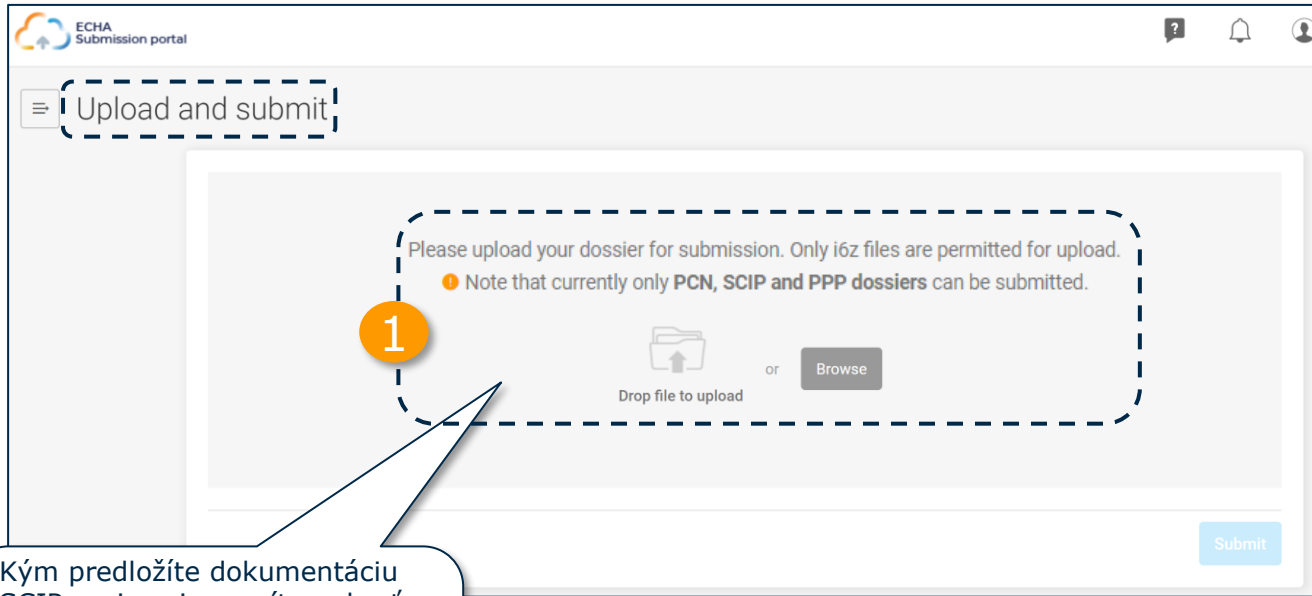 ECHA
Submission portal
Upload and submit
Please upload your dossier for submission. Only i6z files are permitted for upload.
Note that currently only PCN, SCIP and PPP dossiers can be submitted.
1
or
Browse
Drop file to upload
Submit
Kým predložíte dokumentáciu